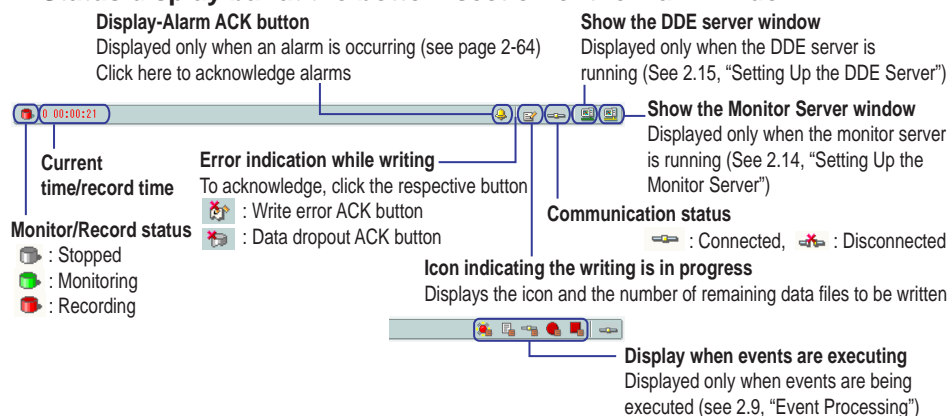 Display-Alarm ACK button
Displayed only when an alarm is occurring (see page 2-64)
Click here to acknowledge alarms
Show the DDE server window
Displayed only when the DDE server is
running (See 2.15, “Setting Up the DDE Server”)
0 00:00:21
Show the Monitor Server window
Displayed only when the monitor server
is running (See 2.14, “Setting Up the
Monitor Server”)
Current
time/record time
Error indication while writing
To acknowledge, click the respective button
: Write error ACK button
: Data dropout ACK button
Monitor/Record status
: Stopped
: Monitoring
: Recording
Communication status
: Connected, : Disconnected
Icon indicating the writing is in progress
Displays the icon and the number of remaining data files to be written
Display when events are executing
Displayed only when events are being
executed (see 2.9, “Event Processing”)